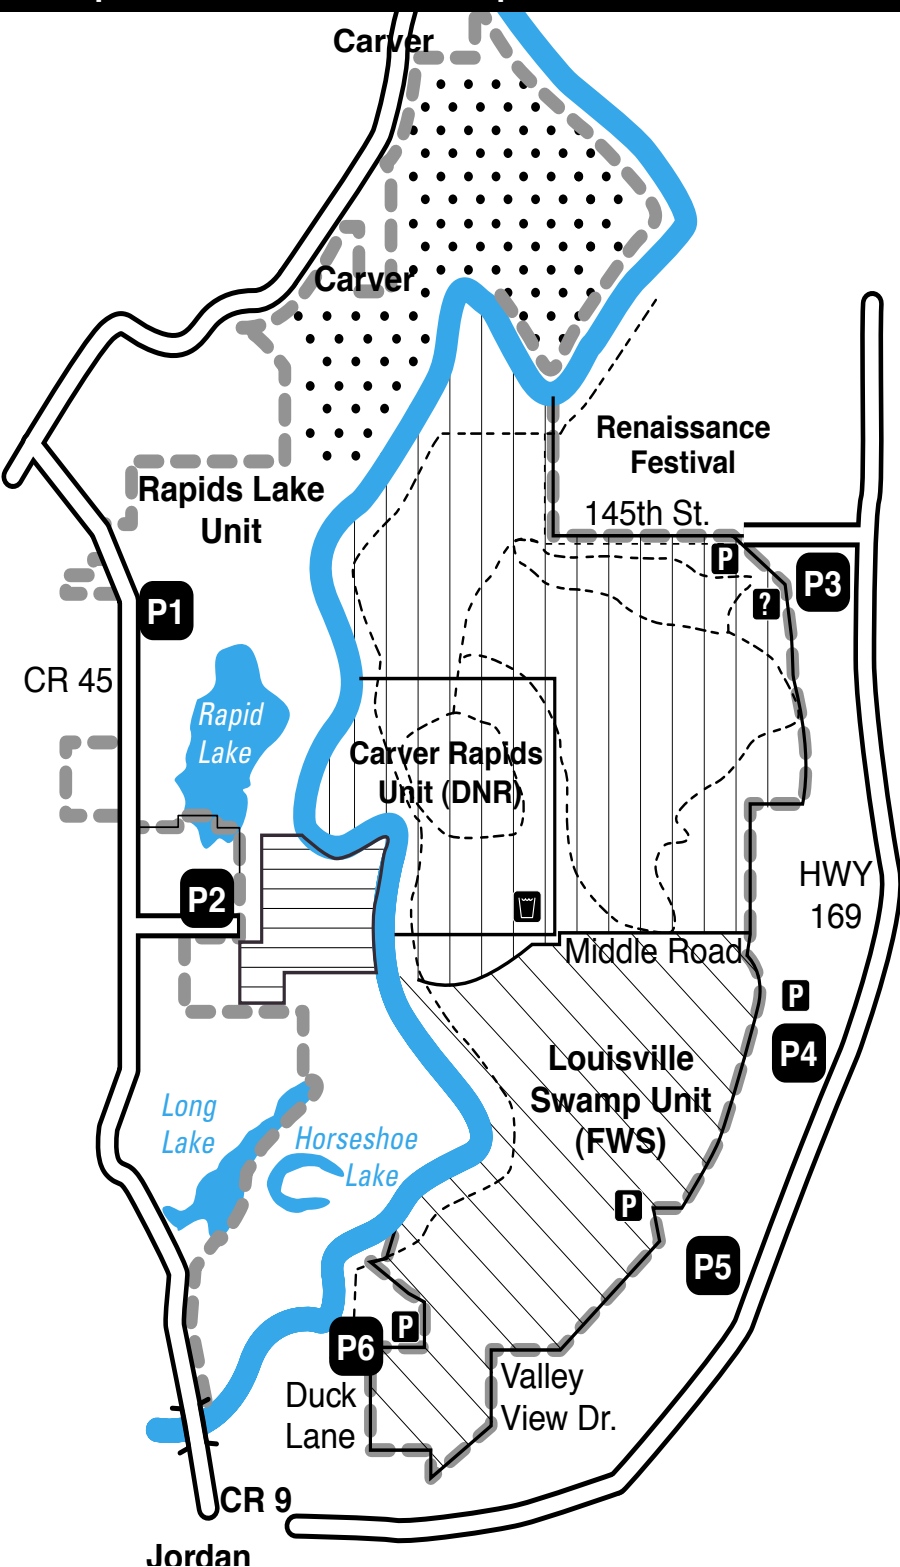 Carver
Carver
Renaissance
Festival
145th St.
Rapids Lake
Unit
P
P3
?
P1
CR 45
Rapid
Lake
Carver Rapids
Unit (DNR)
HWY
169
P2
Middle Road
P
P4
Louisville
Swamp Unit
(FWS)
Long
Lake
Horseshoe
Lake
P
P5
P
P6
Duck
Lane
Valley
View Dr.
CR 9
Jordan